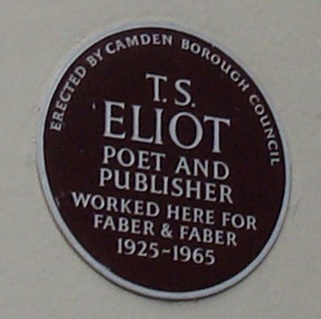 ERECTED BY CAMDEN BOROUGH COUNCIL
T.S.
ELIOT
POET AND
PUBLISHER
WORKED HERE FOR
FABER & FABER
1925~1965